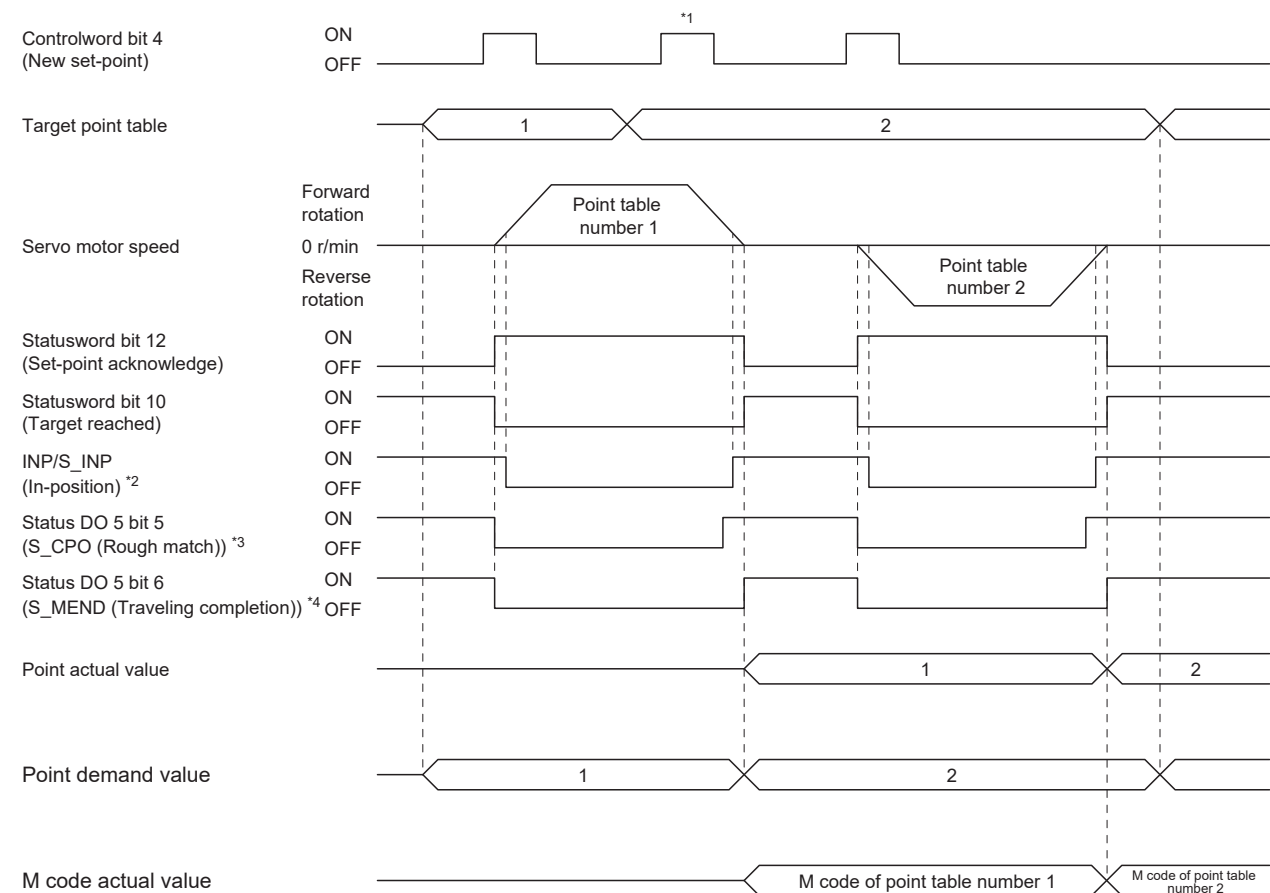 *1
Controlword bit 4
(New set-point)
ON
OFF
Target point table
1
2
Forward
rotation
Servo motor speed
0 r/min
Reverse
rotation
Point table
number 1
Point table
number 2
Statusword bit 12
(Set-point acknowledge)
ON
OFF
Statusword bit 10
(Target reached)
ON
OFF
INP/S_INP
(In-position) *2
ON
OFF
Status DO 5 bit 5
(S_CPO (Rough match)) *3
ON
OFF
Status DO 5 bit 6
(S_MEND (Traveling completion)) *4
ON
OFF
Point actual value
1
2
Point demand value
1
2
M code actual value
M code of point table number 1
M code of point table
number 2